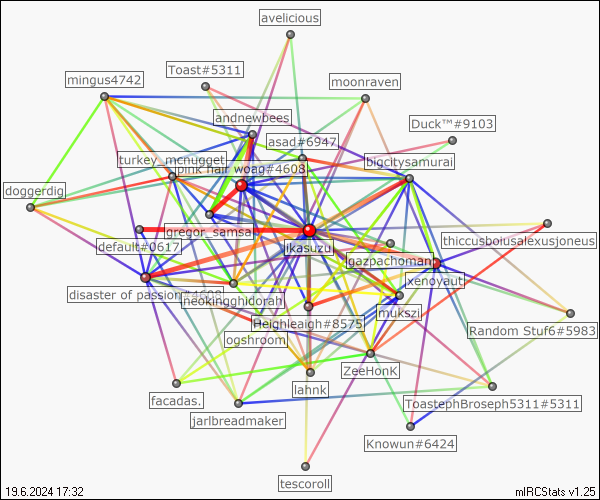 avelicious
Toast#5311
mingus4742
moonraven
andnewbees
Duck™#9103
asad#6947
turkey_mcnugget
bigcitysamurai
pink hair woag#4608
doggerdig
gregor_samsa
default#0617
likasuzu
thiccusboiusalexusjoneus
gazpachoman
xenoyaut
disaster of passion#4698
neokingghidorah
mukszi
Heighleaigh#8575
Random Stuf6#5983
ogshroom
ZeeHonK
lahnk
facadas.
ToastephBroseph5311#5311
jarlbreadmaker
Knowun#6424
tescoroll
19.6.2024 17:32
mIRCStats v1.25